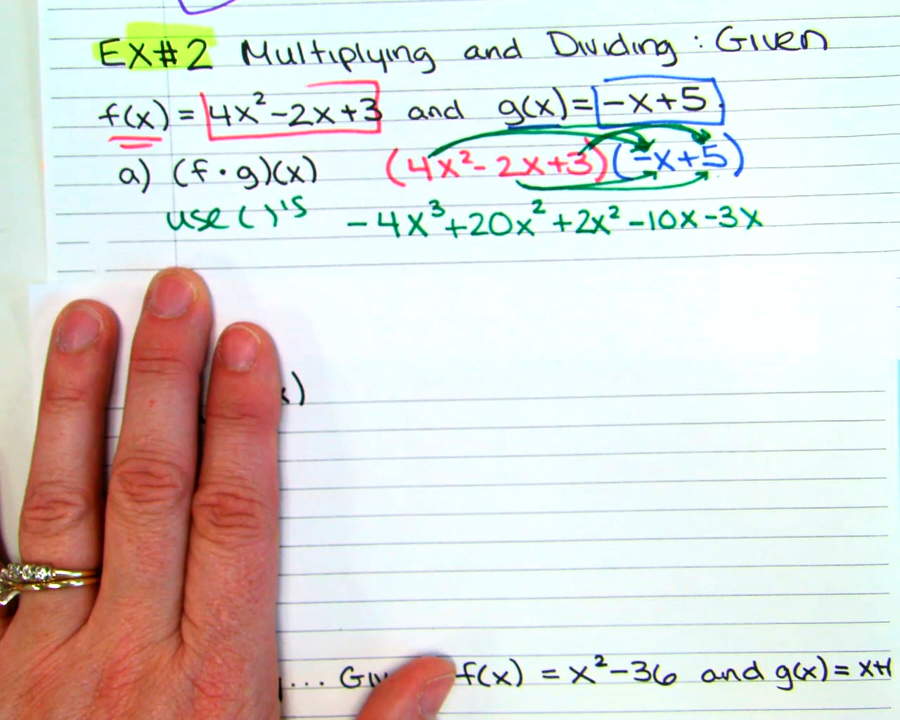 EX#2 Multiplying and Dividing : Given
f(x) = 4x²-2x+3 and g(x)= -x+5
a) (f·g)(x) (4x²-2x+3)(-x+5)
use ( )'s -4x³+20x²+2x²-10x-3x
)
... f(x) = x²-36 and g(x)= x+